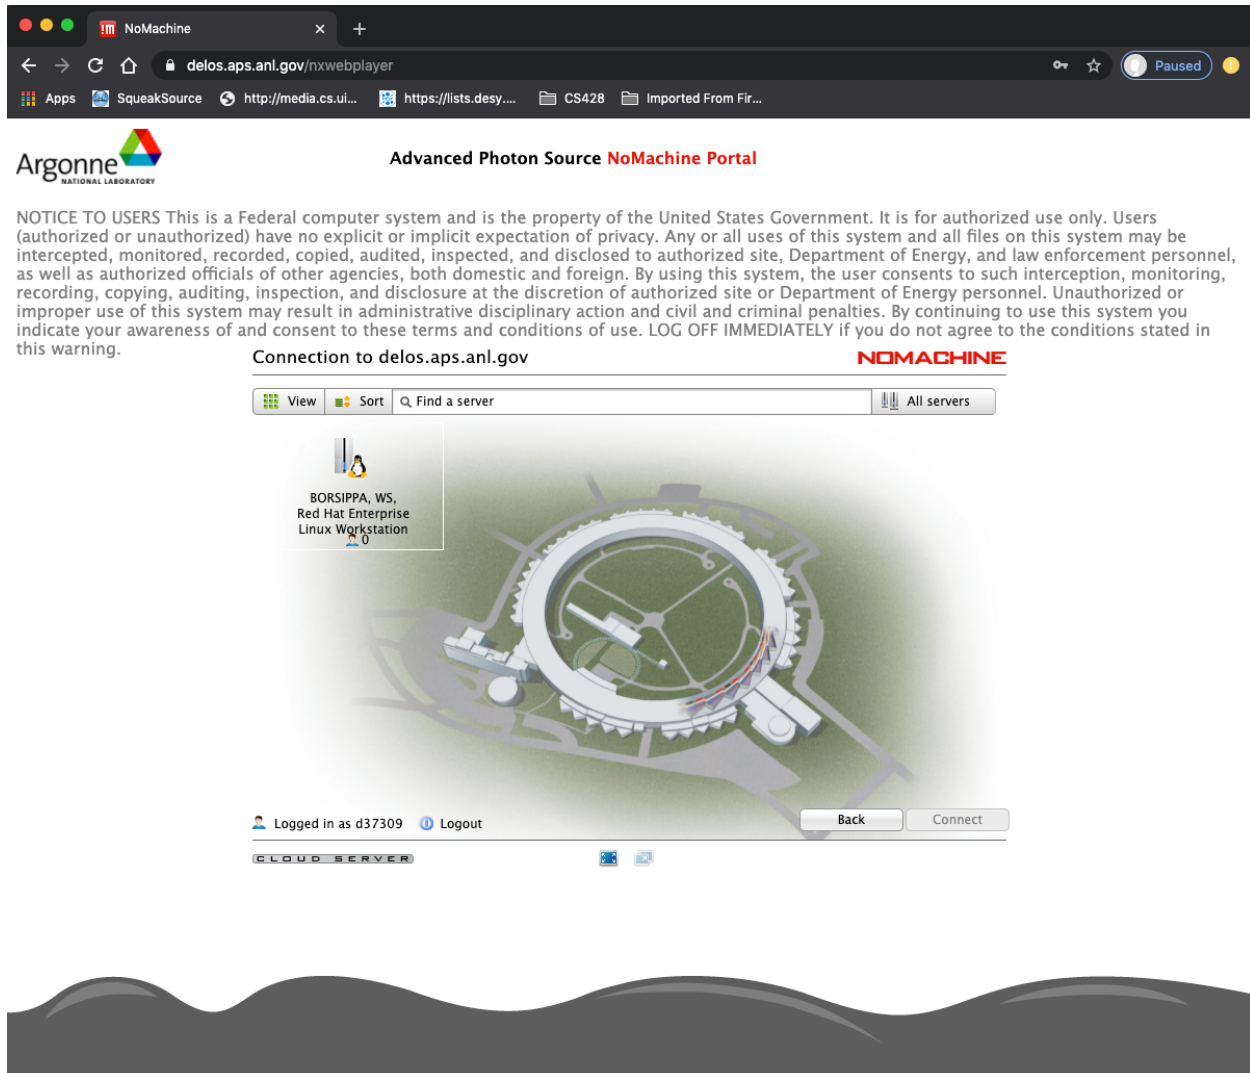 NoMachine
delos.aps.anl.gov/nxwebplayer
Paused
Apps
SqueakSource
http://media.cs.ui...
https://lists.desy....
CS428
Imported From Fir...
Argonne
NATIONAL LABORATORY
Advanced Photon Source NoMachine Portal
NOTICE TO USERS This is a Federal computer system and is the property of the United States Government. It is for authorized use only. Users
(authorized or unauthorized) have no explicit or implicit expectation of privacy. Any or all uses of this system and all files on this system may be
intercepted, monitored, recorded, copied, audited, inspected, and disclosed to authorized site, Department of Energy, and law enforcement personnel,
as well as authorized officials of other agencies, both domestic and foreign. By using this system, the user consents to such interception, monitoring,
recording, copying, auditing, inspection, and disclosure at the discretion of authorized site or Department of Energy personnel. Unauthorized or
improper use of this system may result in administrative disciplinary action and civil and criminal penalties. By continuing to use this system you
indicate your awareness of and consent to these terms and conditions of use. LOG OFF IMMEDIATELY if you do not agree to the conditions stated in
this warning.
Connection to delos.aps.anl.gov
NOMACHINE
View
Sort
Find a server
All servers
BORSIPPA, WS,
Red Hat Enterprise
Linux Workstation
0
Logged in as d37309
Logout
Back
Connect
CLOUD SERVER